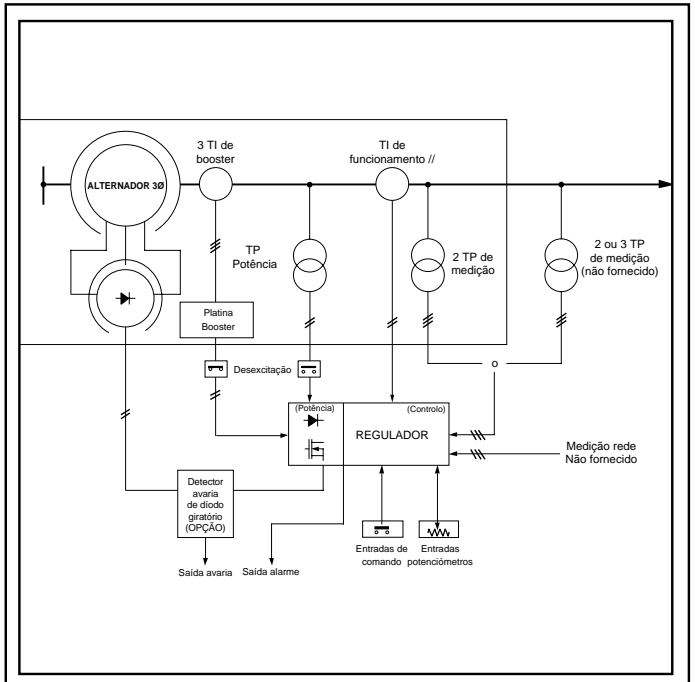 3 TI de
booster
TI de
funcionamento //
ALTERNADOR 3Ø
TP
Potência
2 TP de
medição
2 ou 3 TP
de medição
(não fornecido)
Platina
Booster
Desexcitação
o
(Potência)
(Controlo)
REGULADOR
Medição rede
Não fornecido
Detector
avaria
de díodo
giratório
(OPÇÃO)
Entradas de
comando
Entradas
potenciómetros
Saída avaria
Saída alarme